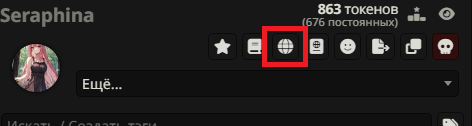 Seraphina
863 токенов
(676 постоянных)
Ещё...
Искать / Создать теги